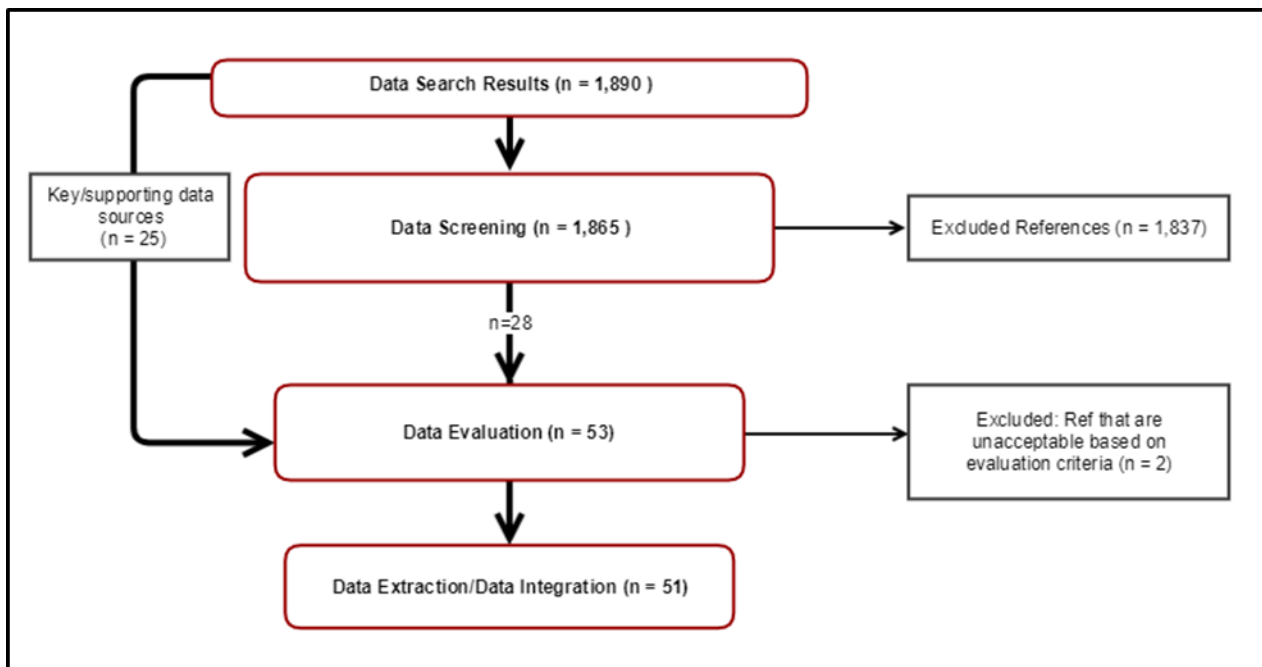 Data Search Results (n = 1,890 )
Key/supporting data
sources
(n = 25)
Data Screening (n = 1,865 )
Excluded References (n = 1,837)
n=28
Data Evaluation (n = 53)
Excluded: Ref that are
unacceptable based on
evaluation criteria (n = 2)
Data Extraction/Data Integration (n = 51)